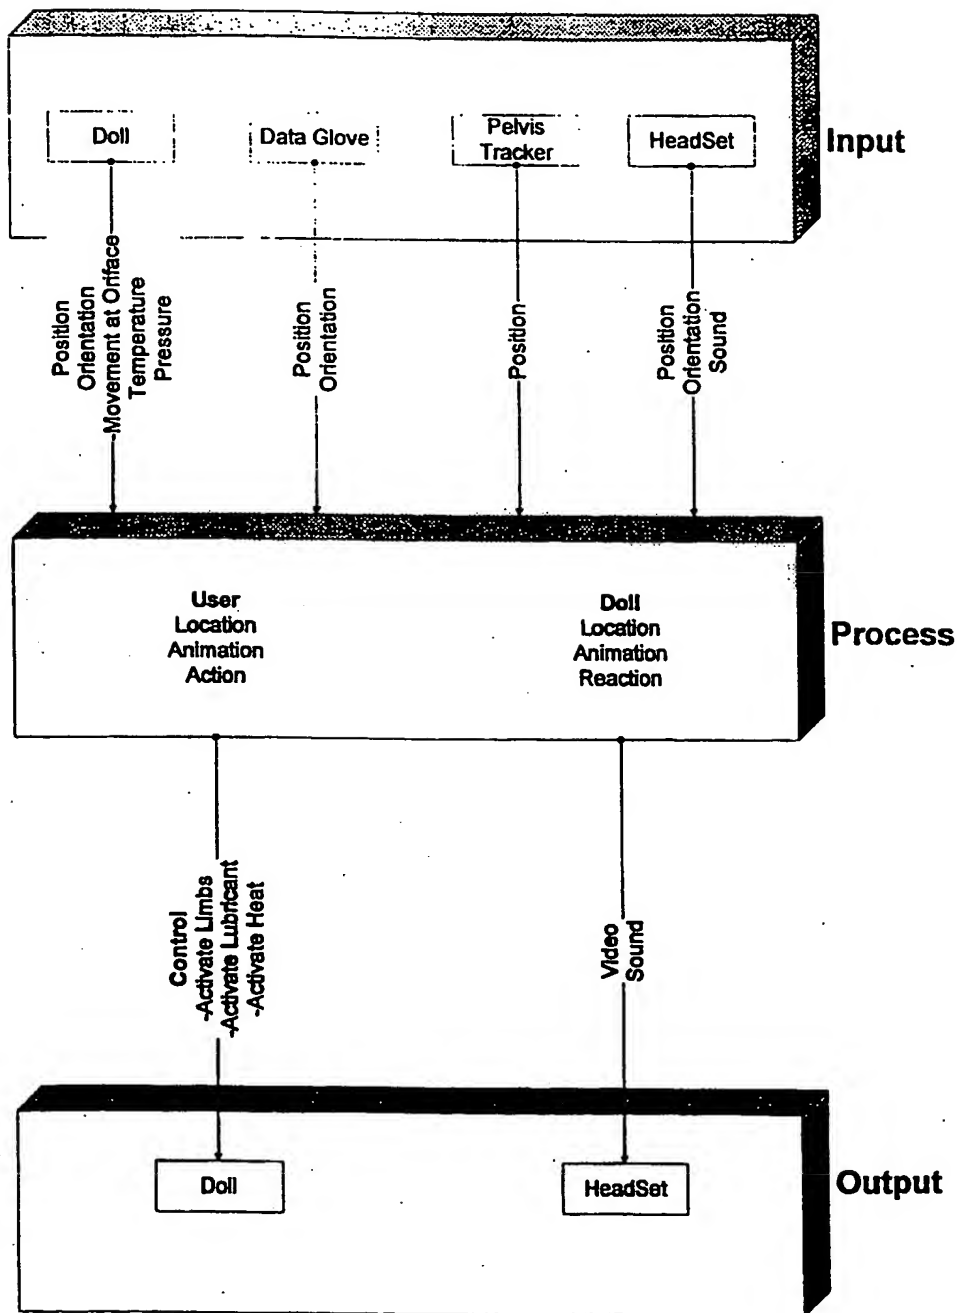 Doll
Data Glove
Pelvis
Tracker
HeadSet
Input
Position
Orientation
-Movement at Oriface
Temperature
Pressure
Position
Orientation
Position
Position
Orientation
Sound
User
Location
Animation
Action
Doll
Location
Animation
Reaction
Process
Control
-Activate Limbs
-Activate Lubricant
-Activate Heat
Video
Sound
Doll
HeadSet
Output